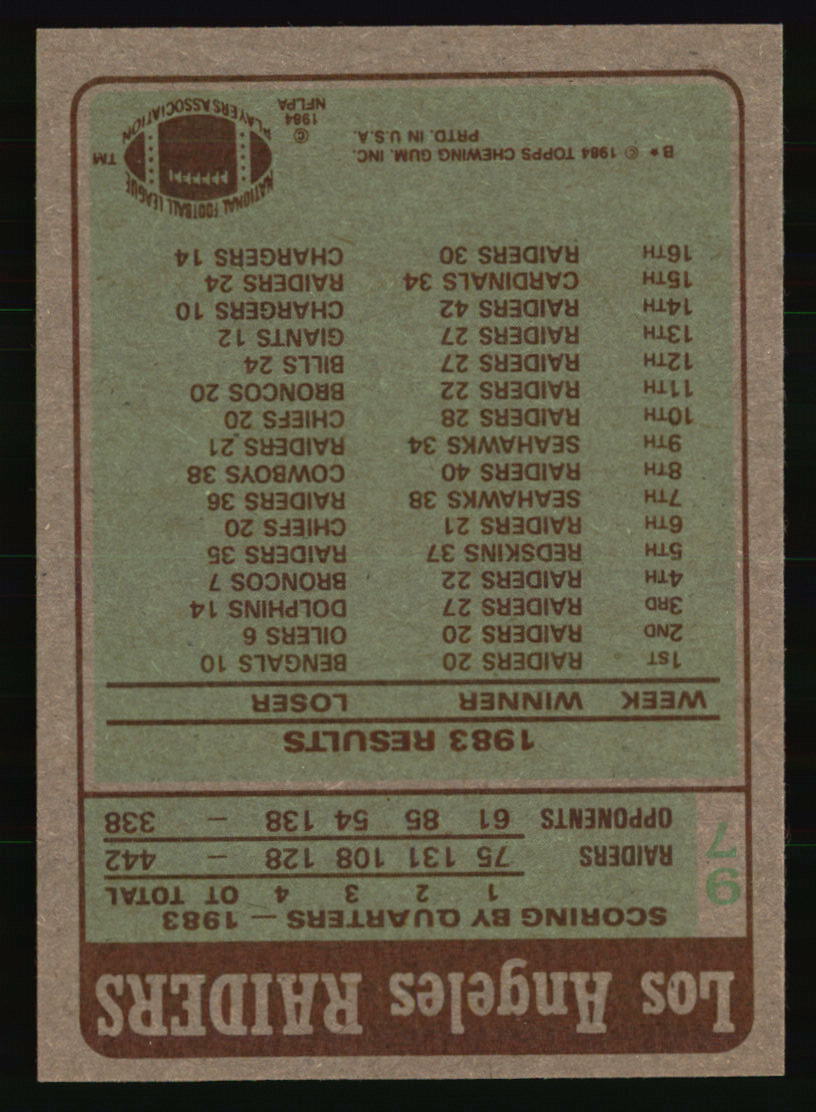 Los Angeles RAIDERS
97
SCORING BY QUARTERS — 1983
1 2 3 4 OT TOTAL
RAIDERS 75 131 108 128 — 442
OPPONENTS 61 85 54 138 — 338
1983 RESULTS
WEEK WINNER LOSER
1ST RAIDERS 20 BENGALS 10
2ND RAIDERS 20 OILERS 6
3RD RAIDERS 27 DOLPHINS 14
4TH RAIDERS 22 BRONCOS 7
5TH REDSKINS 37 RAIDERS 35
6TH RAIDERS 21 CHIEFS 20
7TH SEAHAWKS 38 RAIDERS 36
8TH RAIDERS 40 COWBOYS 38
9TH SEAHAWKS 34 RAIDERS 21
10TH RAIDERS 28 CHIEFS 20
11TH RAIDERS 22 BRONCOS 20
12TH RAIDERS 27 BILLS 24
13TH RAIDERS 27 GIANTS 12
14TH RAIDERS 42 CHARGERS 10
15TH CARDINALS 34 RAIDERS 24
16TH RAIDERS 30 CHARGERS 14
B★ © 1984 TOPPS CHEWING GUM, INC.
PRTD. IN U.S.A.
© 1984
NFLPA
NATIONAL FOOTBALL LEAGUE
PLAYERS ASSOCIATION
TM